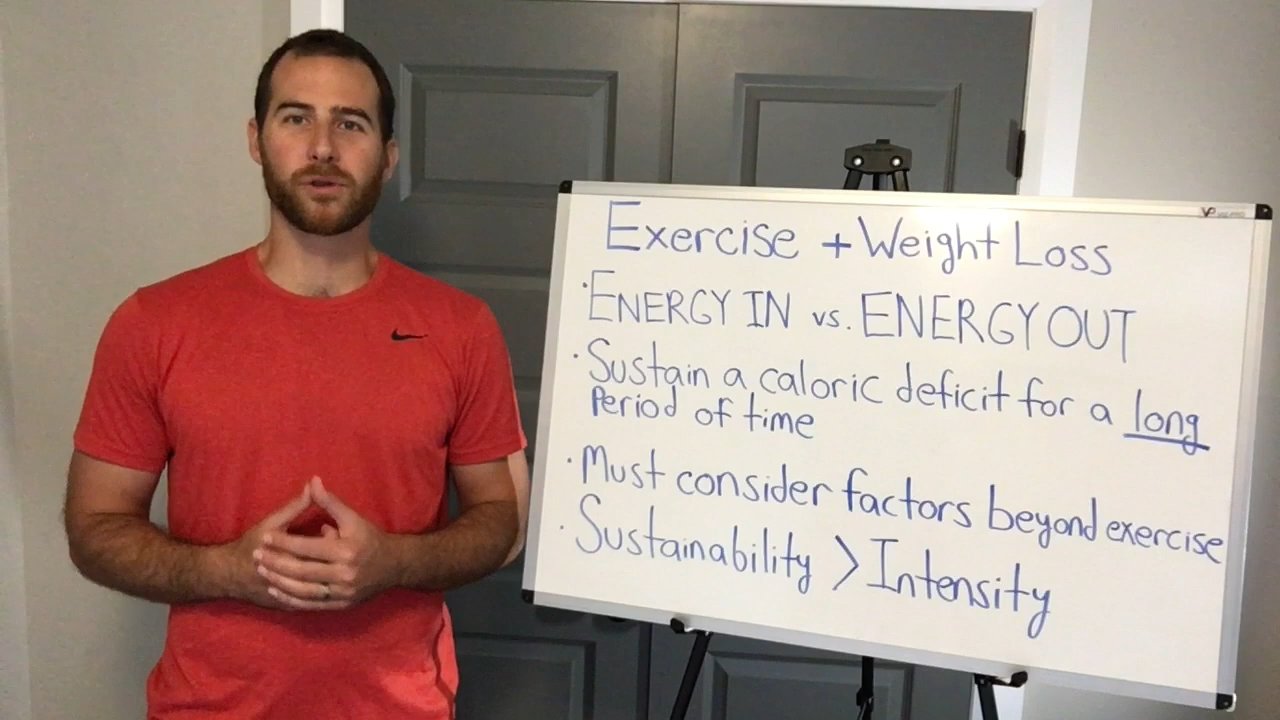 Exercise + Weight Loss
· ENERGY IN vs. ENERGY OUT
· Sustain a caloric deficit for a long
Period of time
· Must consider factors beyond exercise
· Sustainability > Intensity